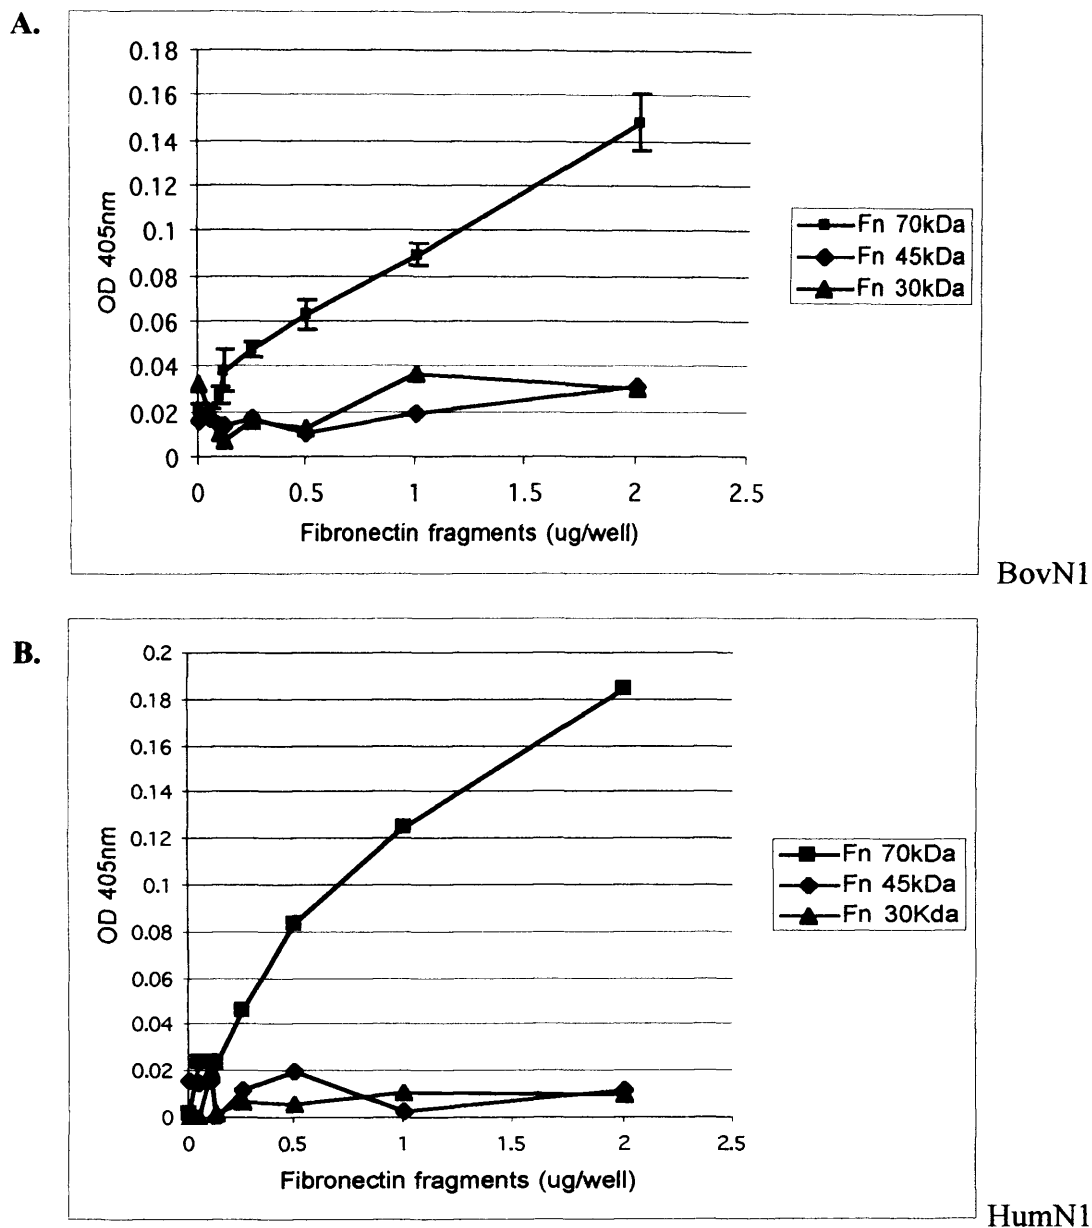 A.
0.18
0.16
0.14
0.12
0.1
0.08
0.06
0.04
0.02
0
OD 405nm
0 0.5 1 1.5 2 2.5
Fibronectin fragments (ug/well)
Fn 70kDa
Fn 45kDa
Fn 30kDa
BovN1
B.
0.2
0.18
0.16
0.14
0.12
0.1
0.08
0.06
0.04
0.02
0
OD 405nm
0 0.5 1 1.5 2 2.5
Fibronectin fragments (ug/well)
Fn 70kDa
Fn 45kDa
Fn 30Kda
HumN1